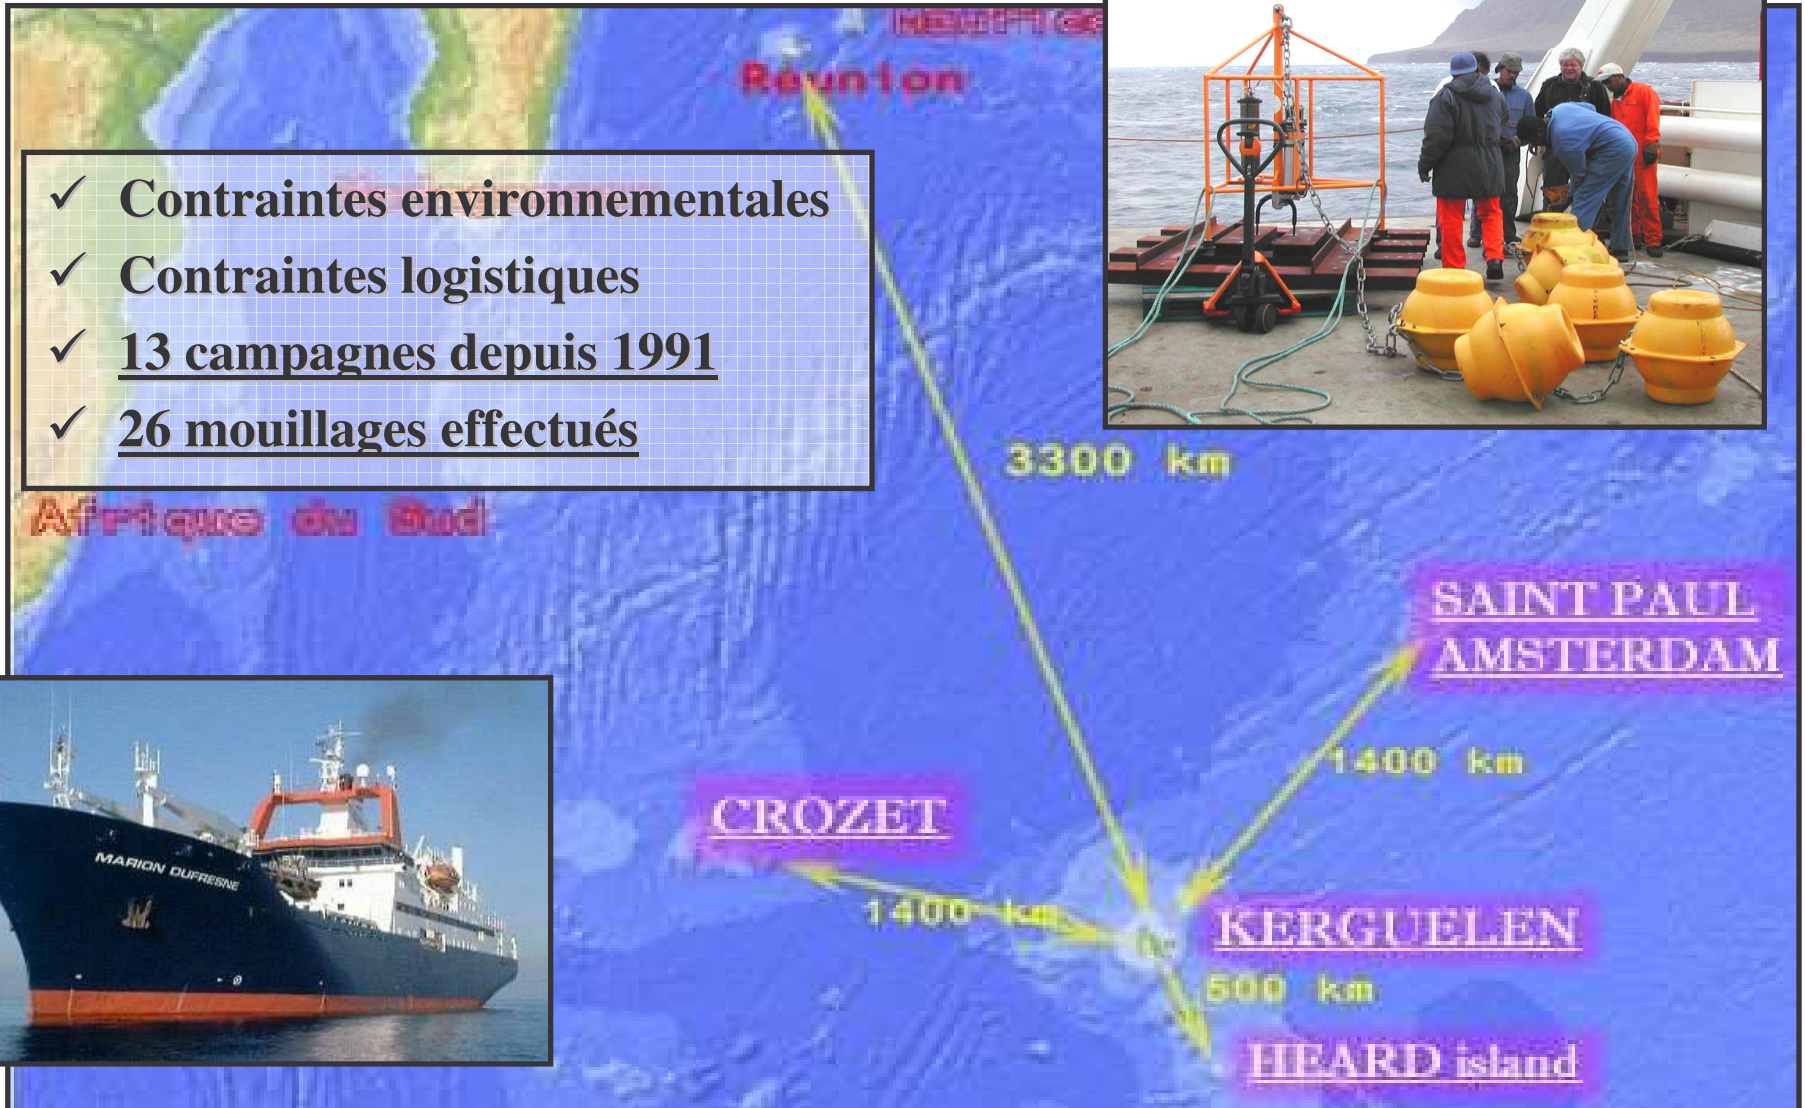 Réunion
✓ Contraintes environnementales
✓ Contraintes logistiques
✓ 13 campagnes depuis 1991
✓ 26 mouillages effectués
3300 km
Afrique du Sud
SAINT PAUL
AMSTERDAM
1400 km
CROZET
MARION DUFRESNE
1400 km
KERGUELEN
500 km
HEARD island